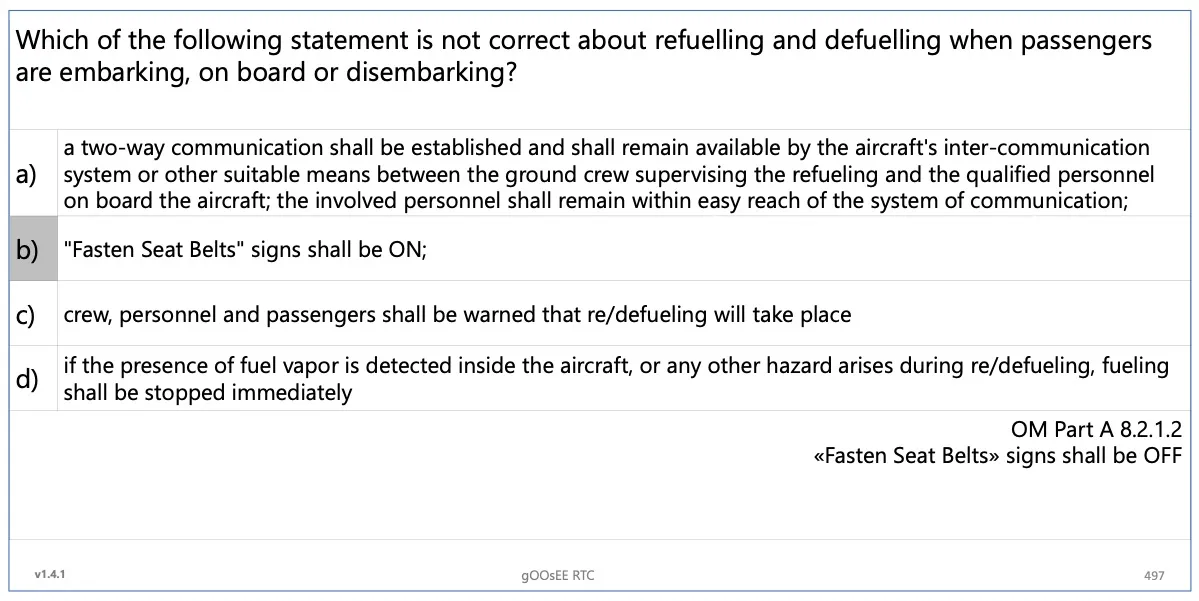 Which of the following statement is not correct about refuelling and defuelling when passengers
are embarking, on board or disembarking?
a) a two-way communication shall be established and shall remain available by the aircraft's inter-communication
system or other suitable means between the ground crew supervising the refueling and the qualified personnel
on board the aircraft; the involved personnel shall remain within easy reach of the system of communication;
b) "Fasten Seat Belts" signs shall be ON;
c) crew, personnel and passengers shall be warned that re/defueling will take place
d) if the presence of fuel vapor is detected inside the aircraft, or any other hazard arises during re/defueling, fueling
shall be stopped immediately
OM Part A 8.2.1.2
«Fasten Seat Belts» signs shall be OFF
v1.4.1 gOOsEE RTC 497